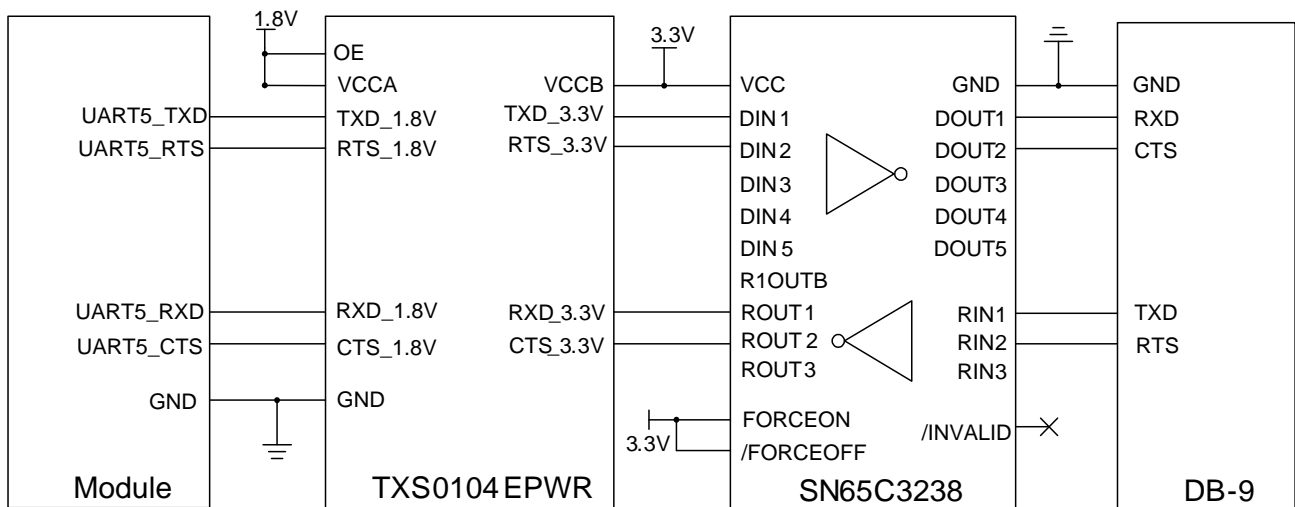 1.8V
OE
VCCA
UART5_TXD
TXD_1.8V
UART5_RTS
RTS_1.8V
UART5_RXD
RXD_1.8V
UART5_CTS
CTS_1.8V
GND
GND
Module
TXS0104EPWR
3.3V
VCCB
TXD_3.3V
RTS_3.3V
RXD_3.3V
CTS_3.3V
VCC
DIN1
DIN2
DIN3
DIN4
DIN5
R1OUTB
ROUT1
ROUT2
ROUT3
FORCEON
3.3V
/FORCEOFF
GND
DOUT1
DOUT2
DOUT3
DOUT4
DOUT5
RIN1
RIN2
RIN3
/INVALID
SN65C3238
GND
RXD
CTS
TXD
RTS
DB-9